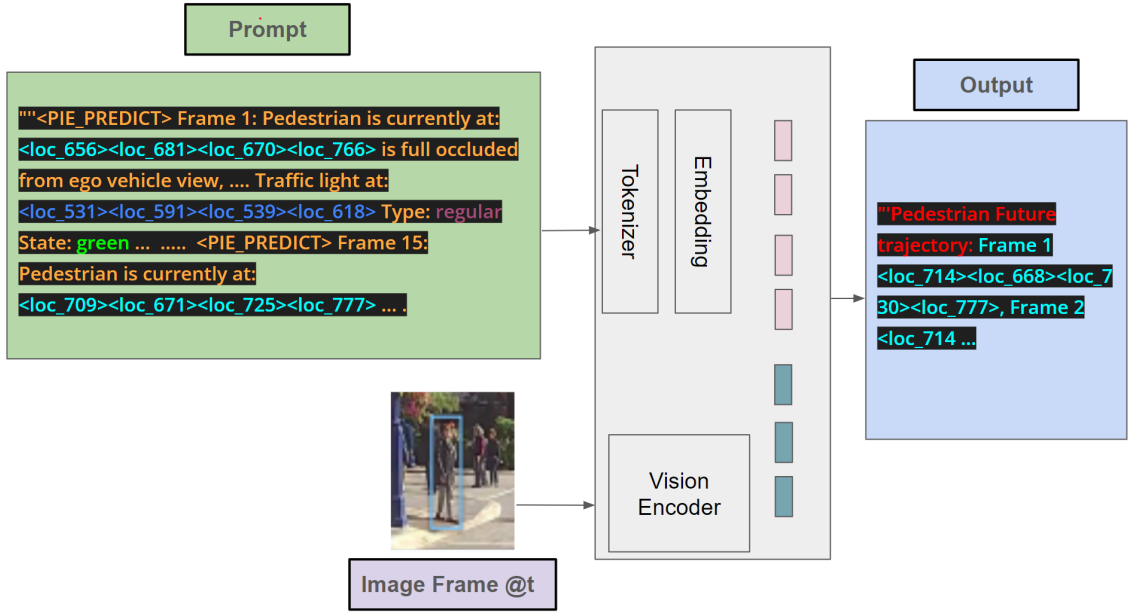 Prompt
"''<PIE_PREDICT> Frame 1: Pedestrian is currently at:
<loc_656><loc_681><loc_670><loc_766> is full occluded
from ego vehicle view, .... Traffic light at:
<loc_531><loc_591><loc_539><loc_618> Type: regular
State: green ... ..... <PIE_PREDICT> Frame 15:
Pedestrian is currently at:
<loc_709><loc_671><loc_725><loc_777> ... .
Image Frame @t
Tokenizer
Embedding
Vision
Encoder
Output
"'Pedestrian Future
trajectory: Frame 1
<loc_714><loc_668><loc_7
30><loc_777>, Frame 2
<loc_714 ...